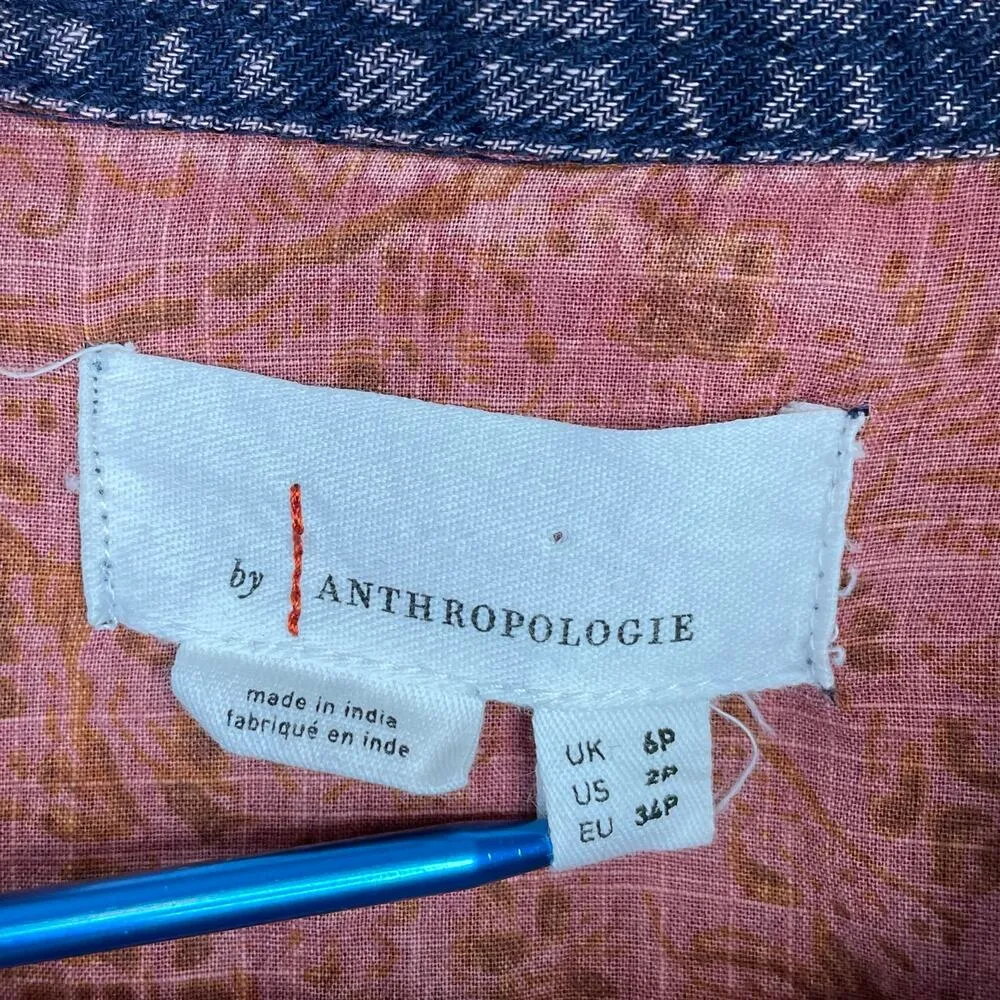 by ANTHROPOLOGIE
made in india
fabriqué en inde
UK 6P
US 2P
EU 34P